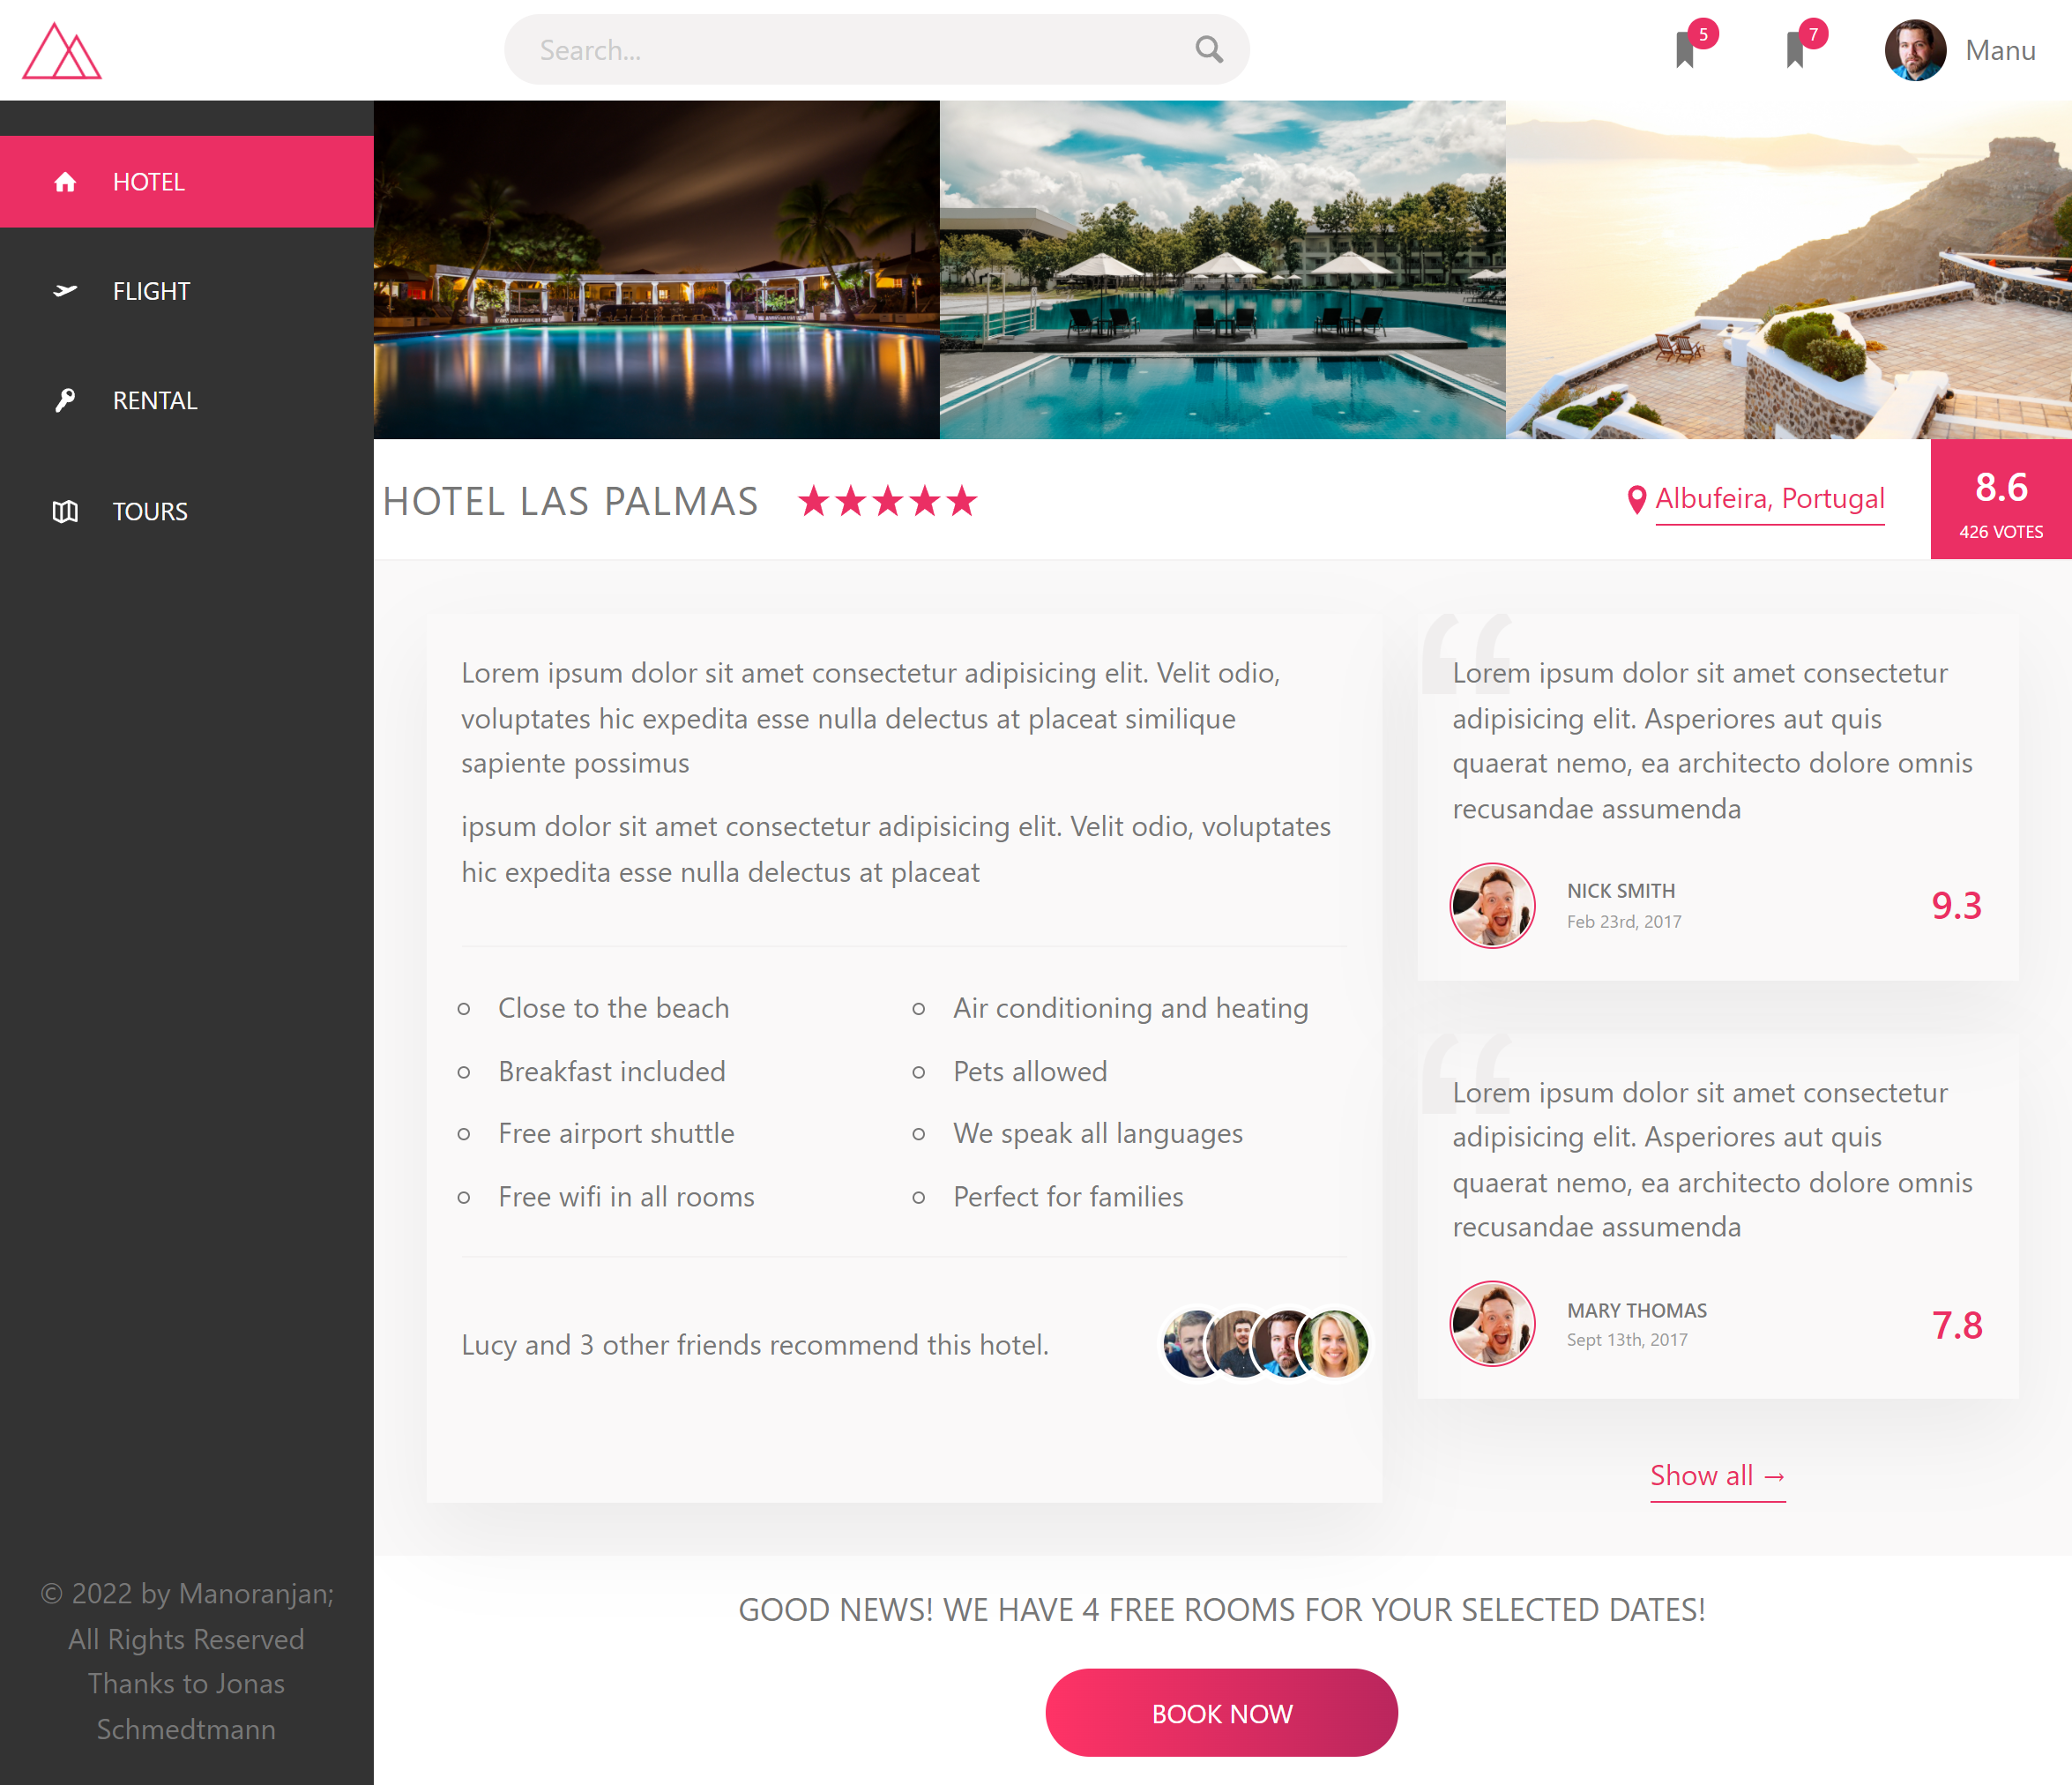 Search...
5
7
Manu
HOTEL
FLIGHT
RENTAL
TOURS
HOTEL LAS PALMAS
Albufeira, Portugal
8.6
426 VOTES
Lorem ipsum dolor sit amet consectetur adipisicing elit. Velit odio,
voluptates hic expedita esse nulla delectus at placeat similique
sapiente possimus
ipsum dolor sit amet consectetur adipisicing elit. Velit odio, voluptates
hic expedita esse nulla delectus at placeat
Close to the beach
Air conditioning and heating
Breakfast included
Pets allowed
Free airport shuttle
We speak all languages
Free wifi in all rooms
Perfect for families
Lucy and 3 other friends recommend this hotel.
“
Lorem ipsum dolor sit amet consectetur
adipisicing elit. Asperiores aut quis
quaerat nemo, ea architecto dolore omnis
recusandae assumenda
NICK SMITH
Feb 23rd, 2017
9.3
“
Lorem ipsum dolor sit amet consectetur
adipisicing elit. Asperiores aut quis
quaerat nemo, ea architecto dolore omnis
recusandae assumenda
MARY THOMAS
Sept 13th, 2017
7.8
Show all →
GOOD NEWS! WE HAVE 4 FREE ROOMS FOR YOUR SELECTED DATES!
BOOK NOW
© 2022 by Manoranjan;
All Rights Reserved
Thanks to Jonas
Schmedtmann